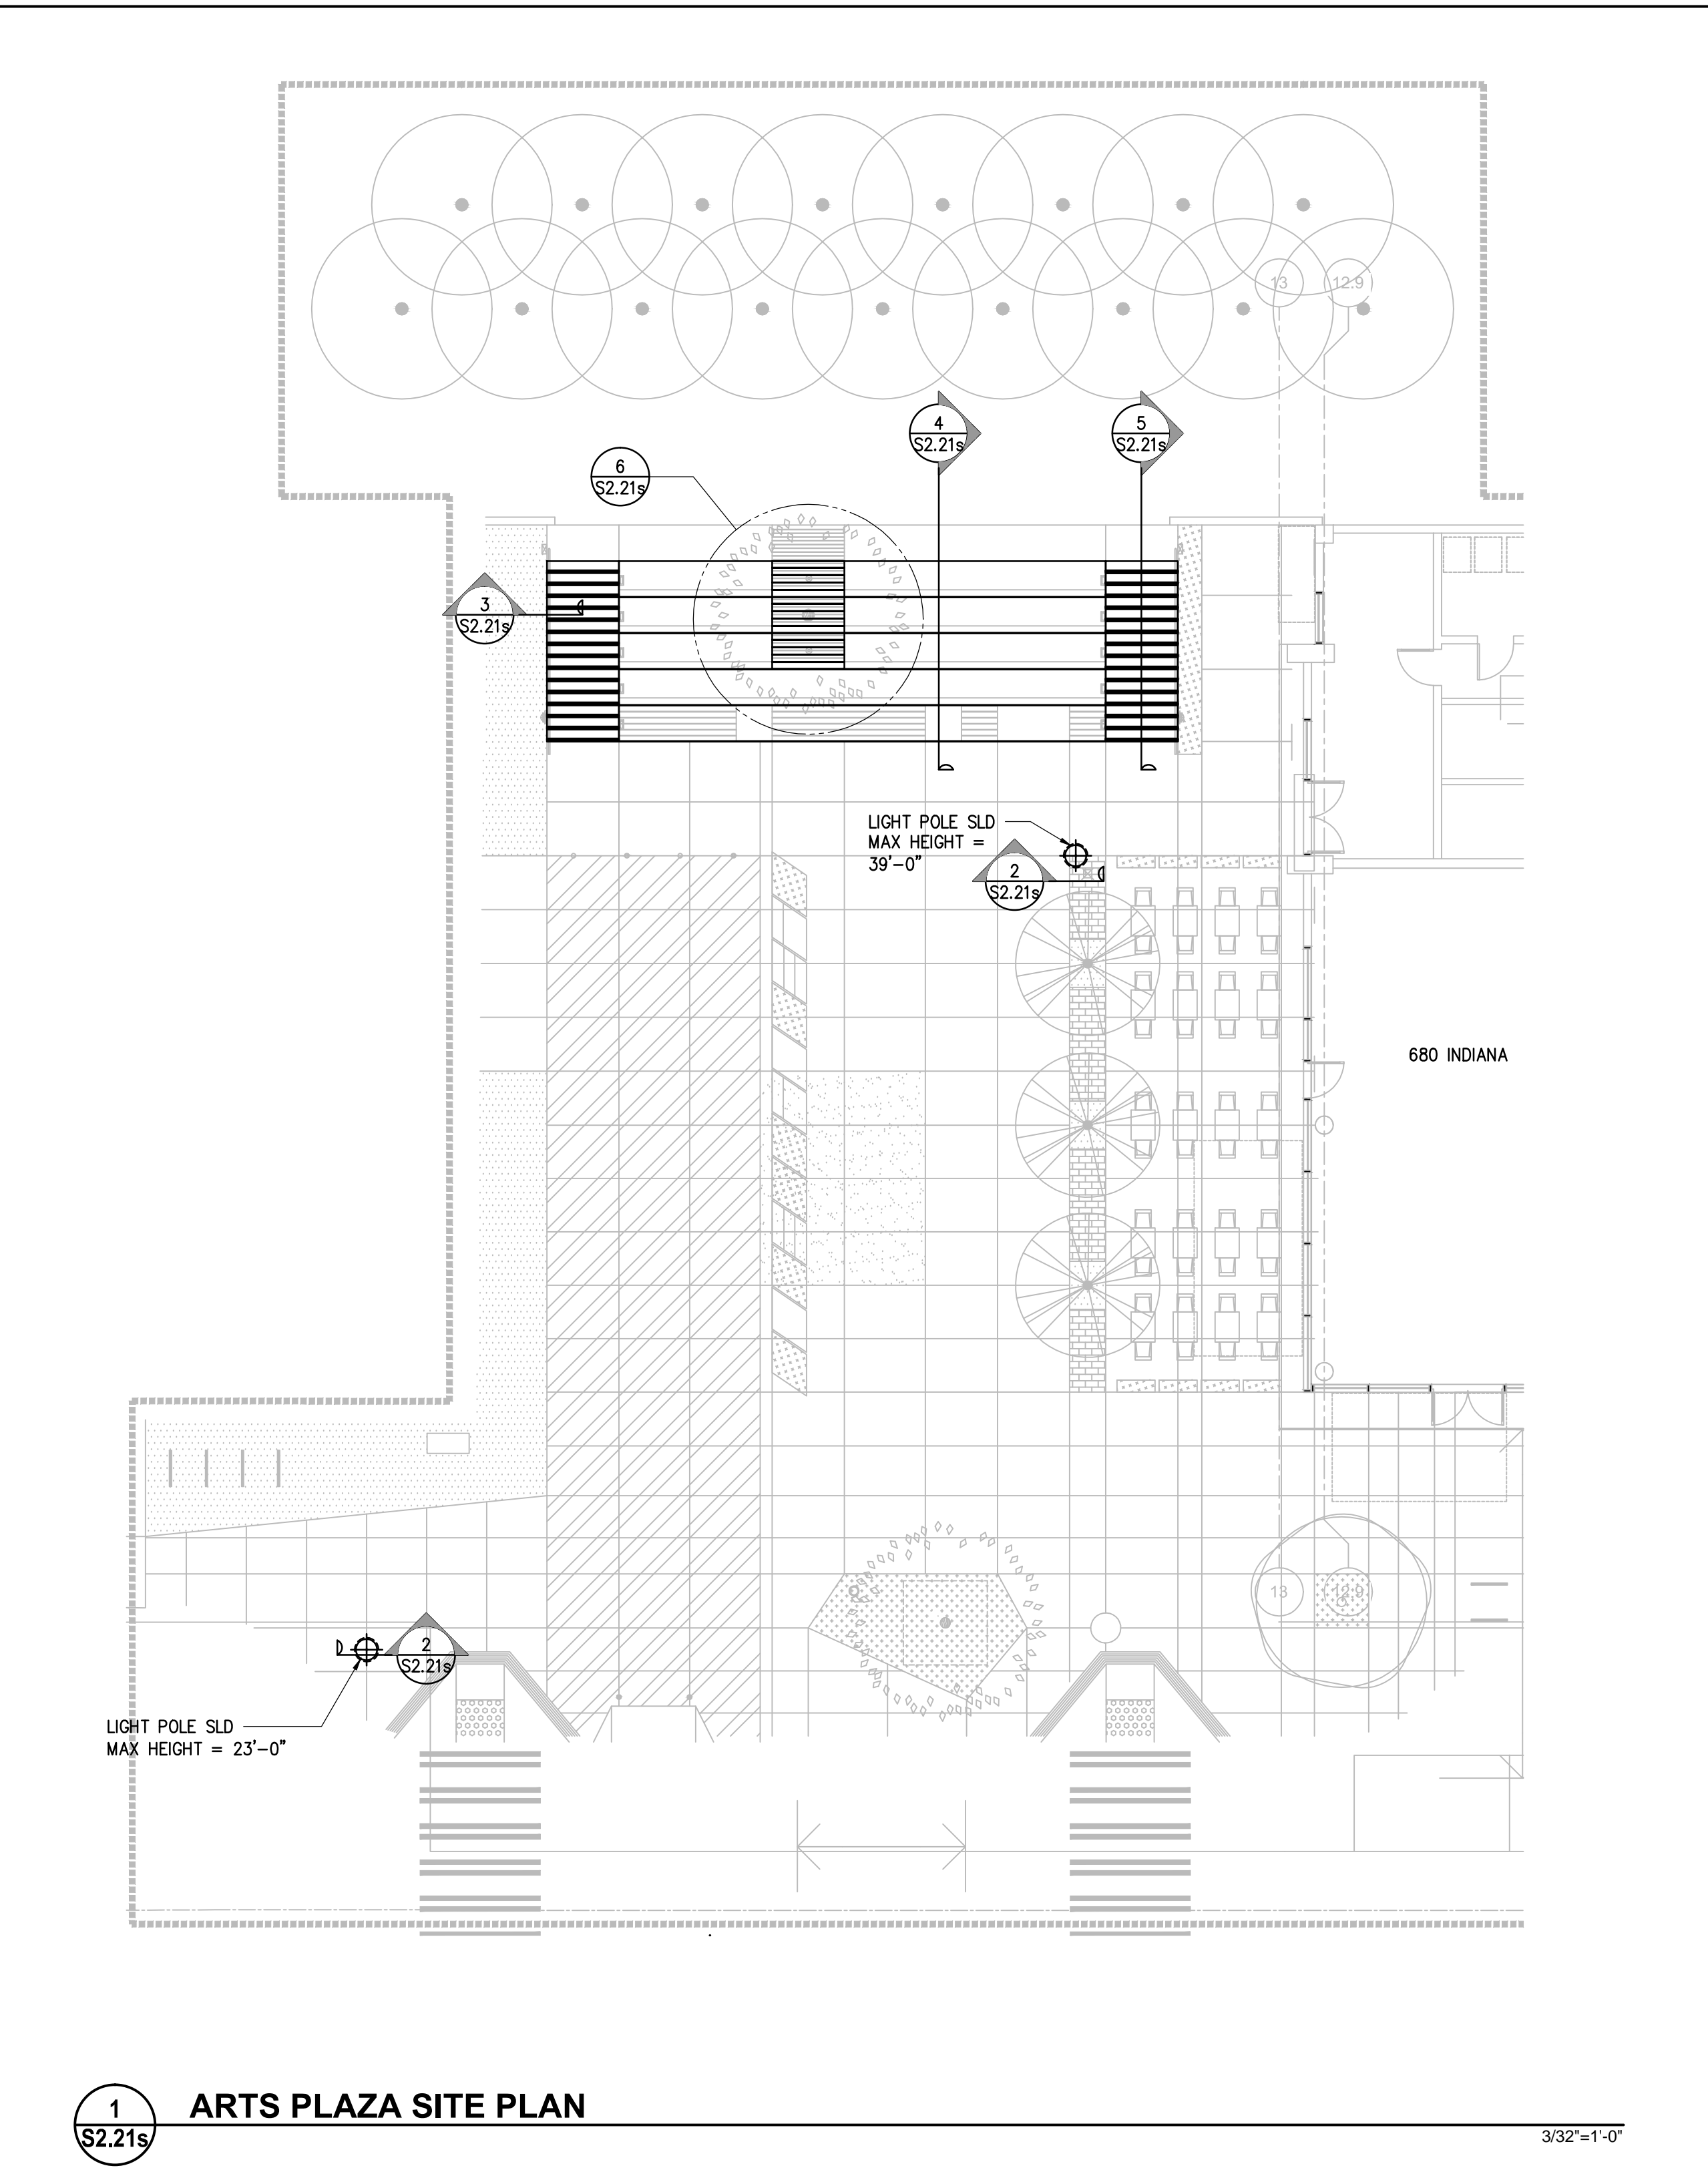 13
12.9
4
S2.21s
5
S2.21s
6
S2.21s
3
S2.21s
LIGHT POLE SLD
MAX HEIGHT =
39'-0"
2
S2.21s
680 INDIANA
13
12.9
2
S2.21s
LIGHT POLE SLD
MAX HEIGHT = 23'-0"
1
S2.21s
ARTS PLAZA SITE PLAN
3/32"=1'-0"